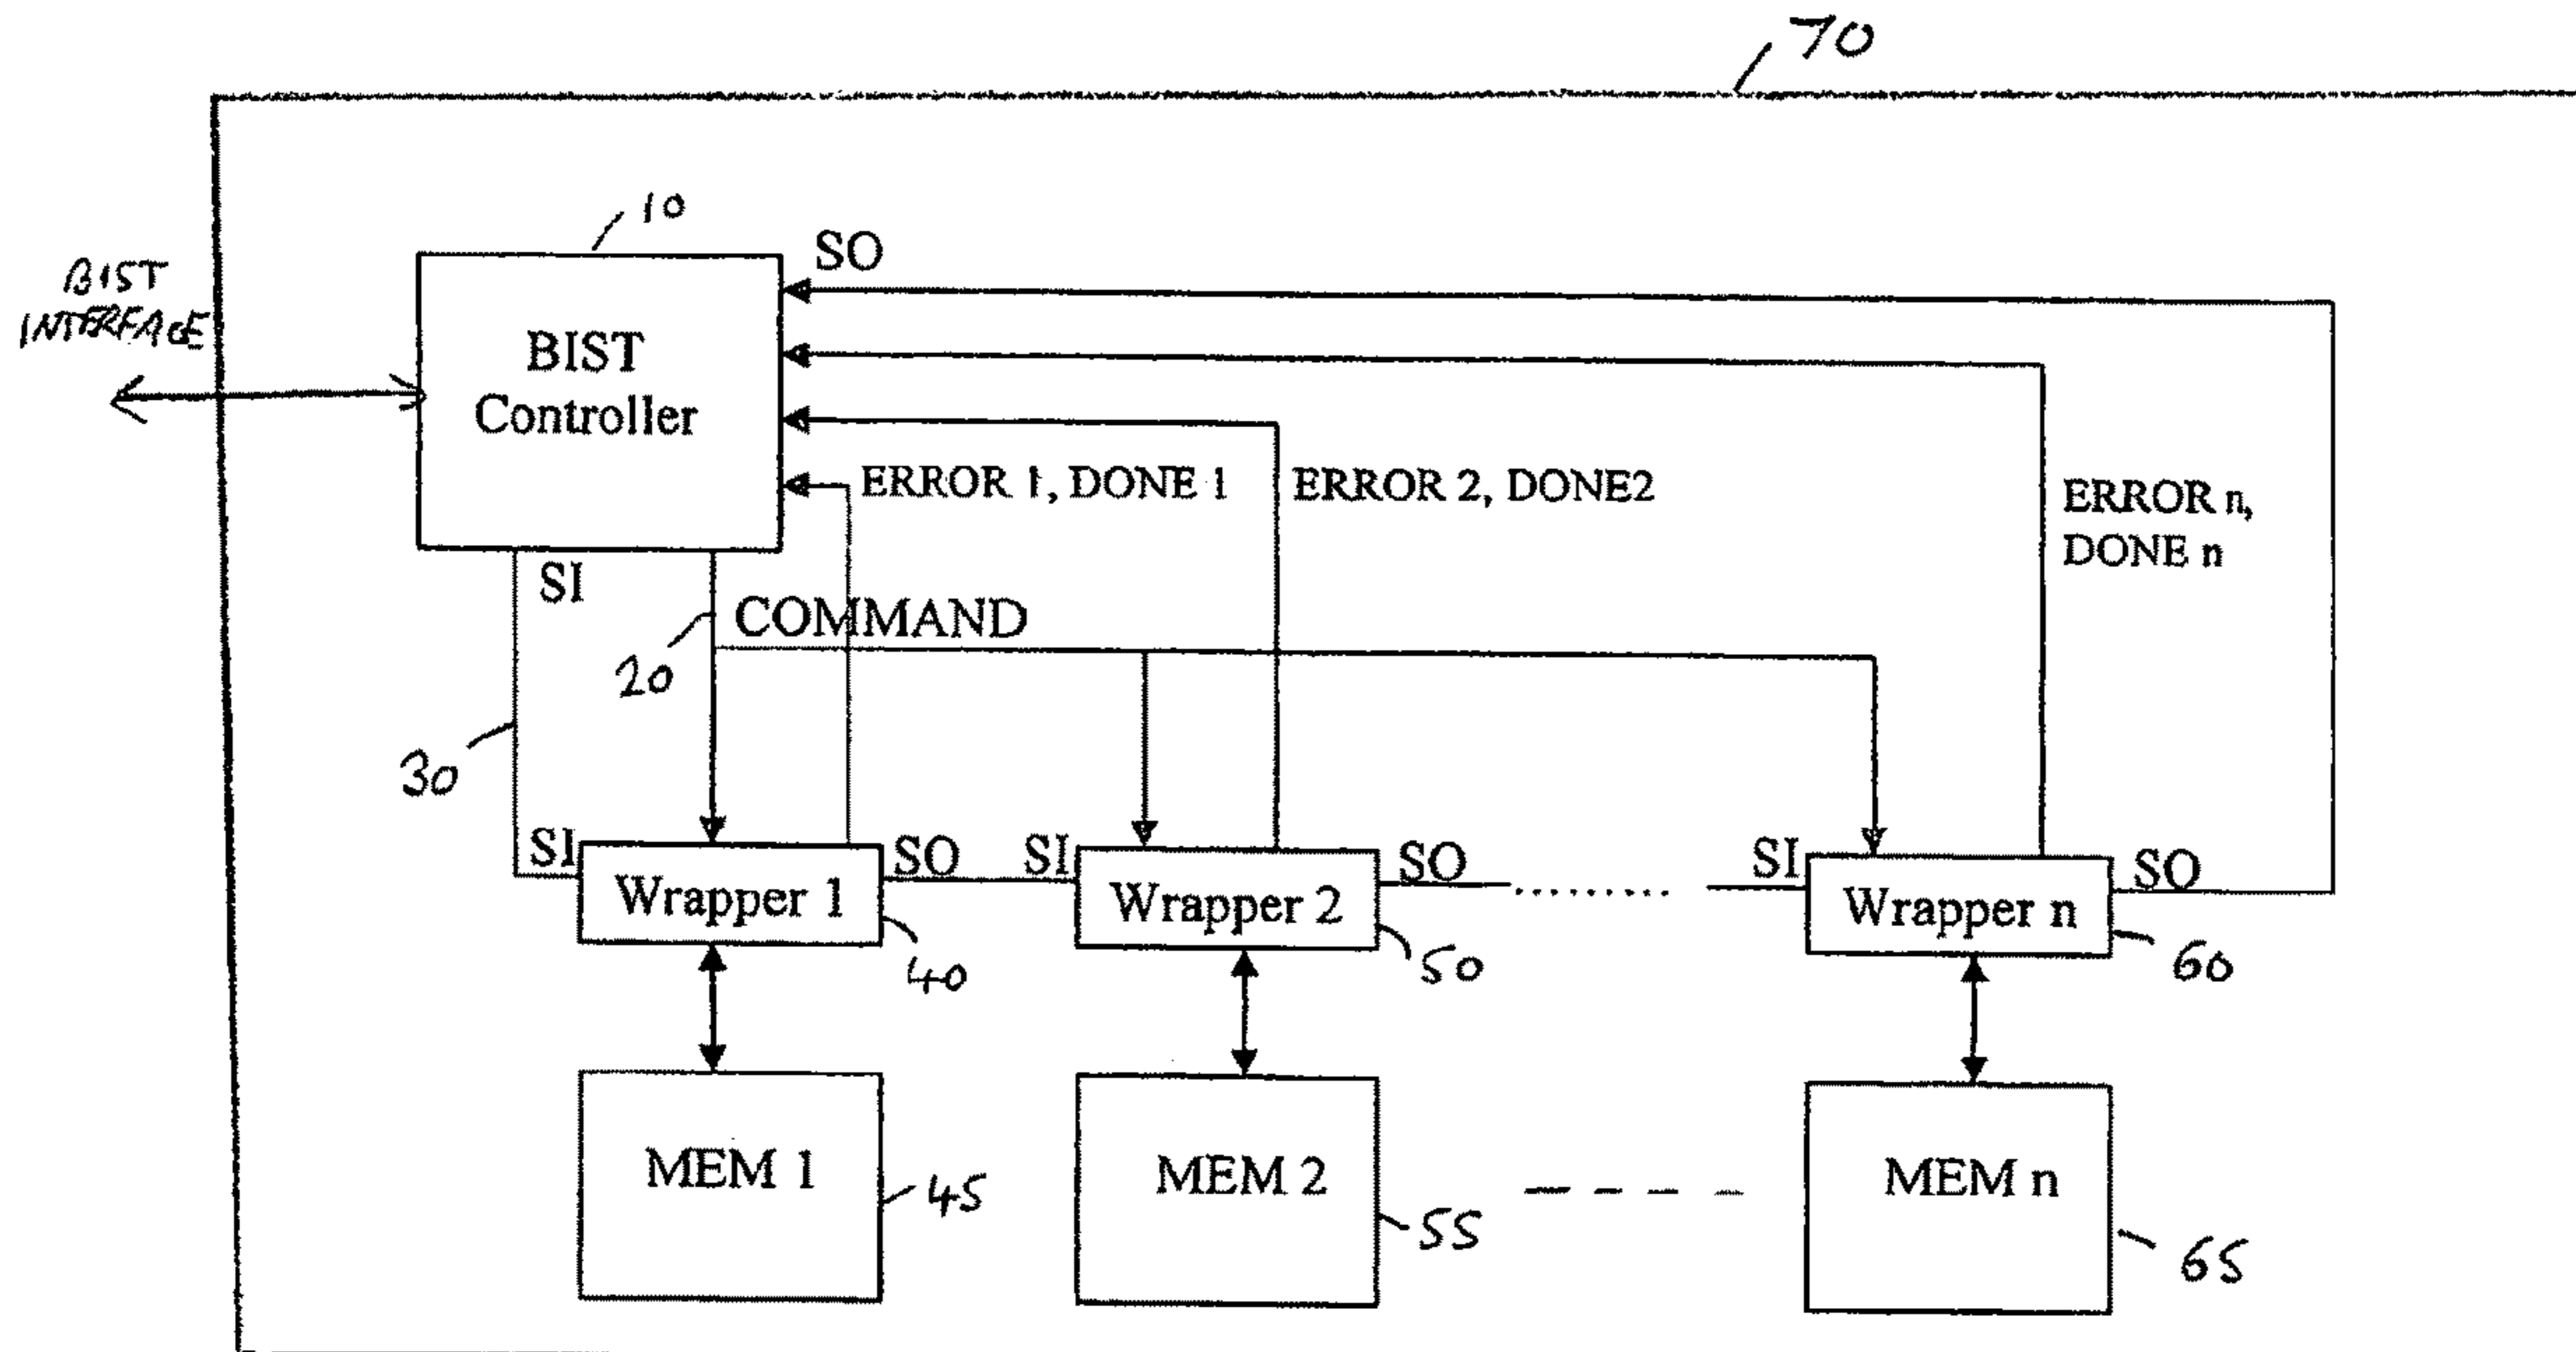 70
10
SO
BIST
INTERFACE
BIST
Controller
ERROR 1, DONE 1
ERROR 2, DONE2
ERROR n,
DONE n
SI
COMMAND
20
30
SI
Wrapper 1
SO
SI
Wrapper 2
SO
SI
Wrapper n
SO
40
50
60
MEM 1
45
MEM 2
55
MEM n
65